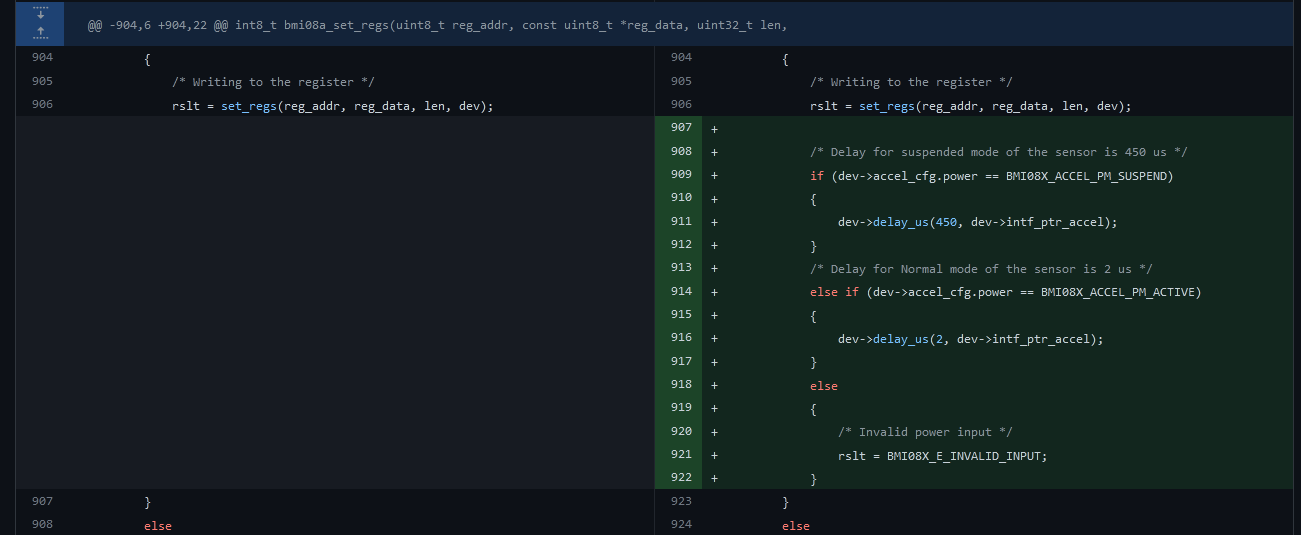 @@ -904,6 +904,22 @@ int8_t bmi08a_set_regs(uint8_t reg_addr, const uint8_t *reg_data, uint32_t len,
904 {
905 /* Writing to the register */
906 rslt = set_regs(reg_addr, reg_data, len, dev);
907 }
908 else
904 {
905 /* Writing to the register */
906 rslt = set_regs(reg_addr, reg_data, len, dev);
907 +
908 + /* Delay for suspended mode of the sensor is 450 us */
909 + if (dev->accel_cfg.power == BMI08X_ACCEL_PM_SUSPEND)
910 + {
911 + dev->delay_us(450, dev->intf_ptr_accel);
912 + }
913 + /* Delay for Normal mode of the sensor is 2 us */
914 + else if (dev->accel_cfg.power == BMI08X_ACCEL_PM_ACTIVE)
915 + {
916 + dev->delay_us(2, dev->intf_ptr_accel);
917 + }
918 + else
919 + {
920 + /* Invalid power input */
921 + rslt = BMI08X_E_INVALID_INPUT;
922 + }
923 }
924 else